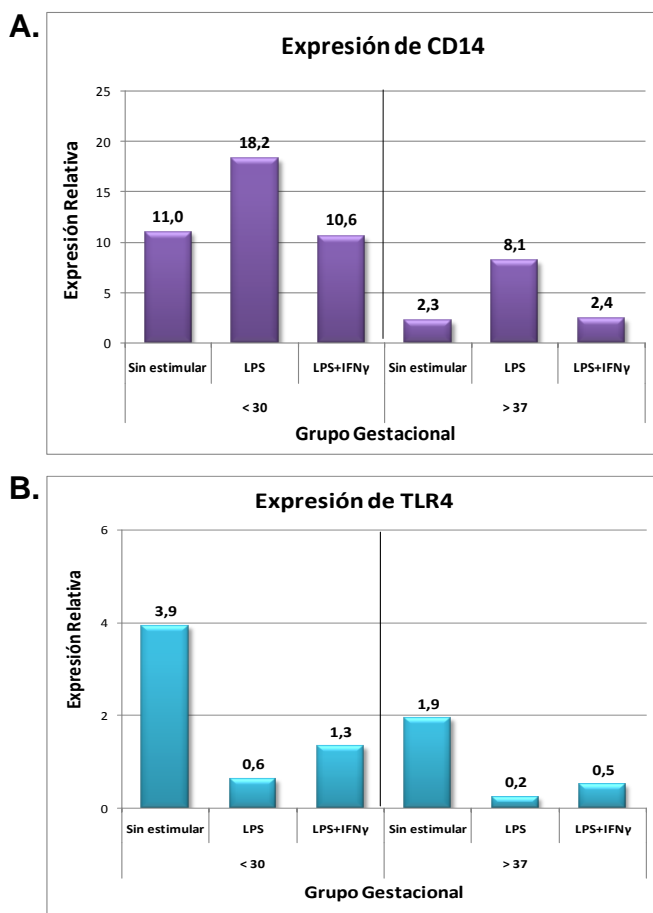 A.
Expresión de CD14
Expresión Relativa
25
20
15
10
5
0
11,0
18,2
10,6
2,3
8,1
2,4
Sin estimular LPS LPS+IFNγ Sin estimular LPS LPS+IFNγ
< 30 > 37
Grupo Gestacional
B.
Expresión de TLR4
Expresión Relativa
6
4
2
0
3,9
0,6
1,3
1,9
0,2
0,5
Sin estimular LPS LPS+IFNγ Sin estimular LPS LPS+IFNγ
< 30 > 37
Grupo Gestacional